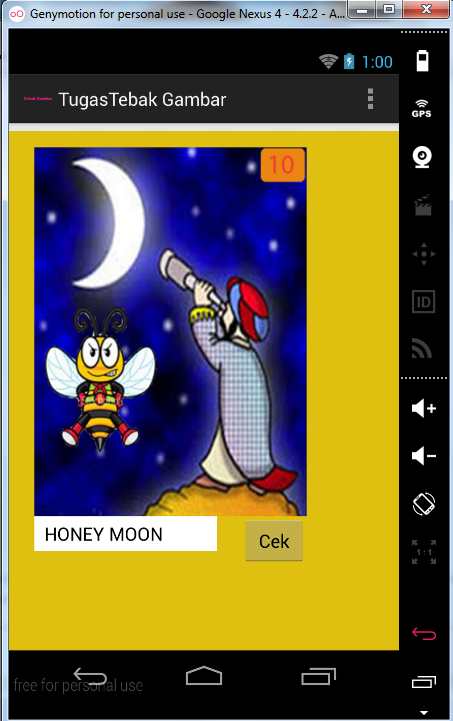 Genymotion for personal use - Google Nexus 4 - 4.2.2 - A...
1:00
GPS
TugasTebak Gambar
10
ID
1:1
HONEY MOON
Cek
free for personal use